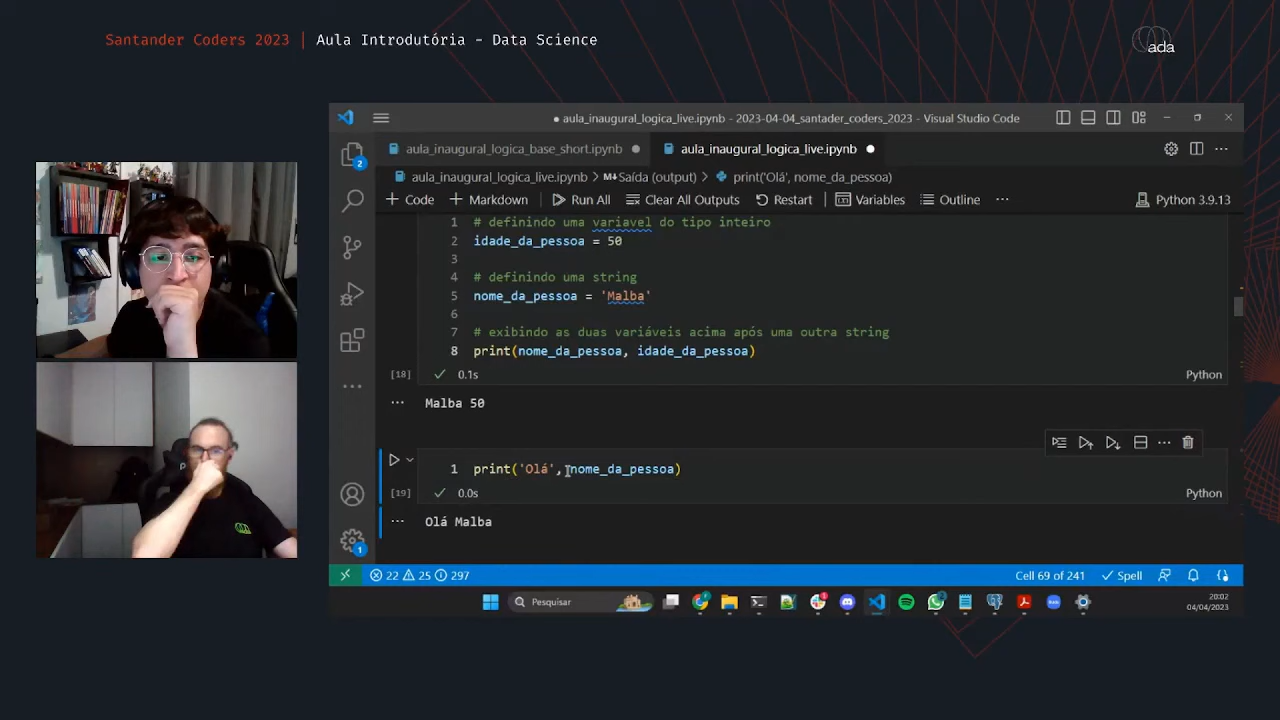 Santander Coders 2023 | Aula Introdutória - Data Science
ada
aula_inaugural_logica_live.ipynb - 2023-04-04_santader_coders_2023 - Visual Studio Code
aula_inaugural_logica_base_short.ipynb
aula_inaugural_logica_live.ipynb
2
aula_inaugural_logica_live.ipynb > M↓Saída (output) > print('Olá', nome_da_pessoa)
+ Code + Markdown Run All Clear All Outputs Restart Variables Outline ... Python 3.9.13
1 # definindo uma variavel do tipo inteiro
2 idade_da_pessoa = 50
3
4 # definindo uma string
5 nome_da_pessoa = 'Malba'
6
7 # exibindo as duas variáveis acima após uma outra string
8 print(nome_da_pessoa, idade_da_pessoa)
[18] 0.1s Python
Malba 50
1 print('Olá', nome_da_pessoa)
[19] 0.0s Python
Olá Malba
1
22 25 297 Cell 69 of 241 Spell
Pesquisar
20:02
04/04/2023